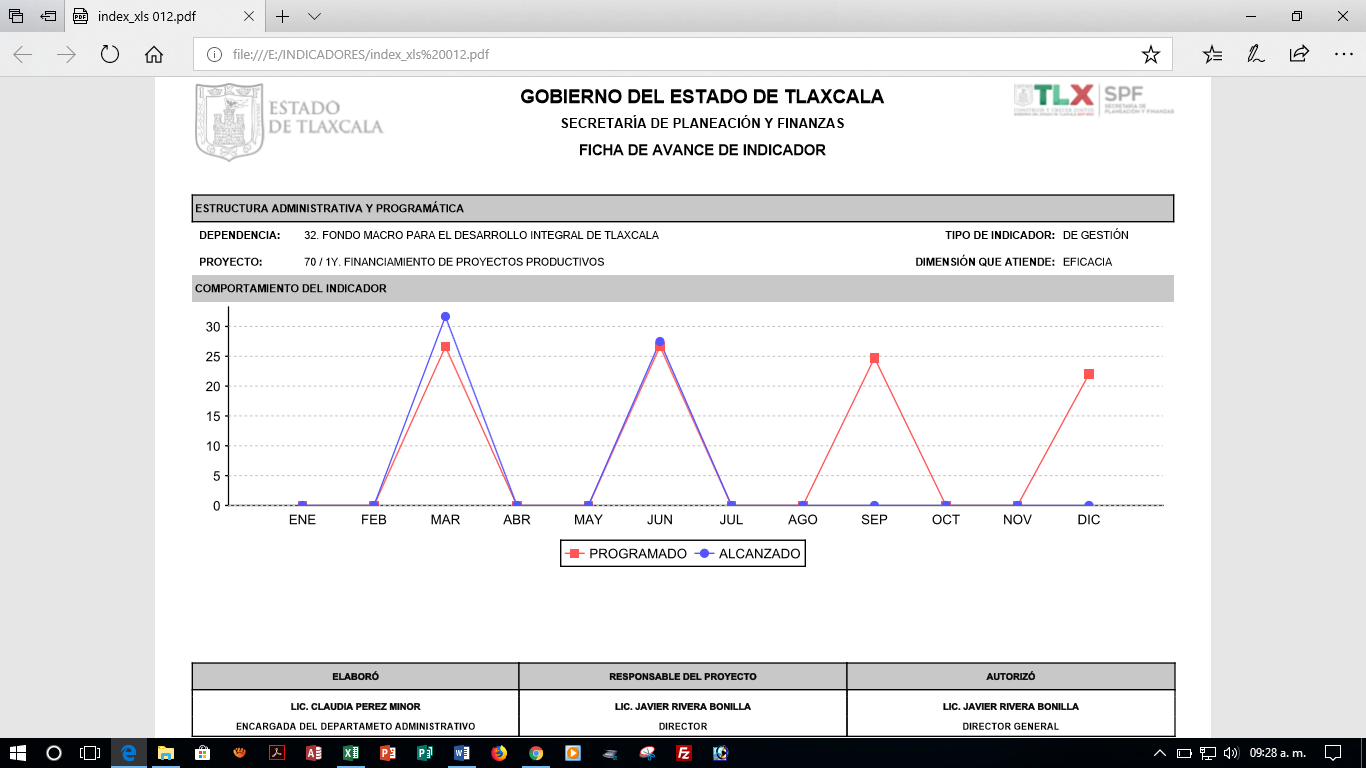 index_xls 012.pdf
file:///E:/INDICADORES/index_xls%20012.pdf
ESTADO
DE TLAXCALA
GOBIERNO DEL ESTADO DE TLAXCALA
SECRETARÍA DE PLANEACIÓN Y FINANZAS
FICHA DE AVANCE DE INDICADOR
TLX
SPF
SECRETARÍA DE
PLANEACIÓN Y FINANZAS
CONSTRUIR Y CRECER JUNTOS
ESTRUCTURA ADMINISTRATIVA Y PROGRAMÁTICA
DEPENDENCIA: 32. FONDO MACRO PARA EL DESARROLLO INTEGRAL DE TLAXCALA TIPO DE INDICADOR: DE GESTIÓN
PROYECTO: 70 / 1Y. FINANCIAMIENTO DE PROYECTOS PRODUCTIVOS DIMENSIÓN QUE ATIENDE: EFICACIA
COMPORTAMIENTO DEL INDICADOR
30
25
20
15
10
5
0
ENE FEB MAR ABR MAY JUN JUL AGO SEP OCT NOV DIC
PROGRAMADO ALCANZADO
ELABORÓ RESPONSABLE DEL PROYECTO AUTORIZÓ
LIC. CLAUDIA PEREZ MINOR LIC. JAVIER RIVERA BONILLA LIC. JAVIER RIVERA BONILLA
ENCARGADA DEL DEPARTAMETO ADMINISTRATIVO DIRECTOR DIRECTOR GENERAL
09:28 a. m.